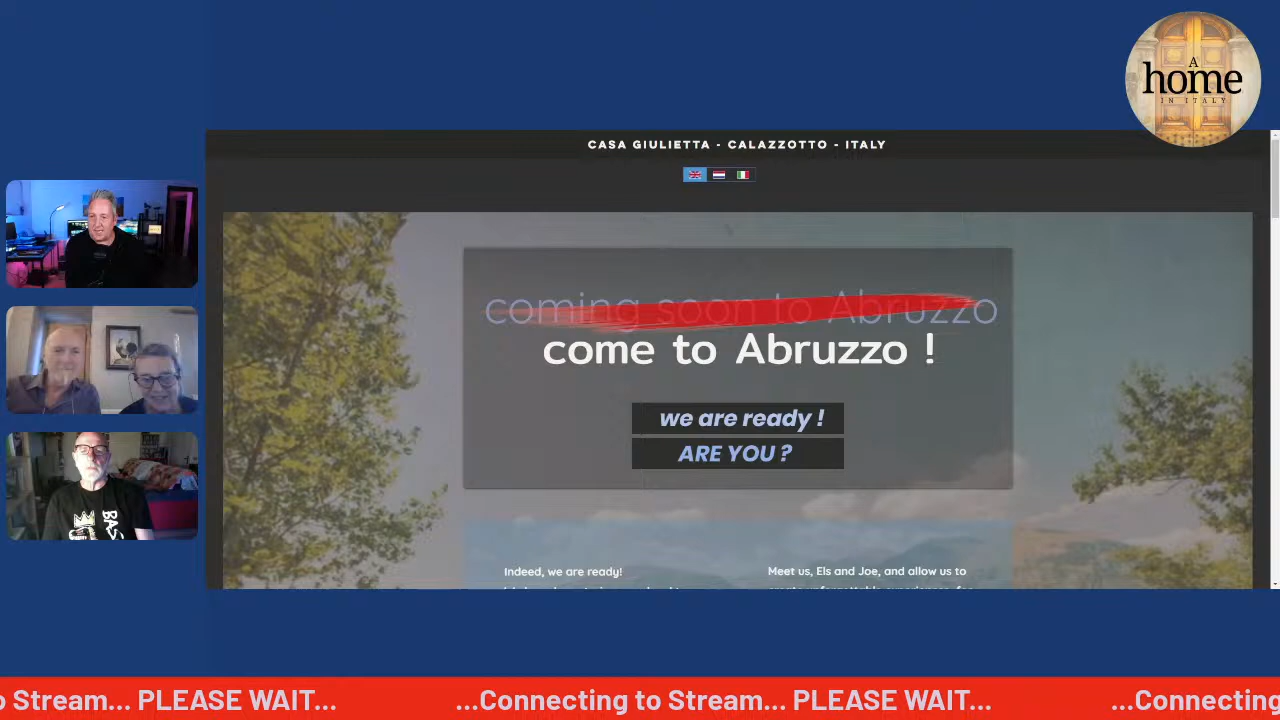 A
home
IN ITALY
CASA GIULIETTA - CALAZZOTTO - ITALY
coming soon to Abruzzo
come to Abruzzo !
we are ready !
ARE YOU ?
Indeed, we are ready!
Meet us, Els and Joe, and allow us to
o Stream... PLEASE WAIT... ...Connecting to Stream... PLEASE WAIT... ...Connecting